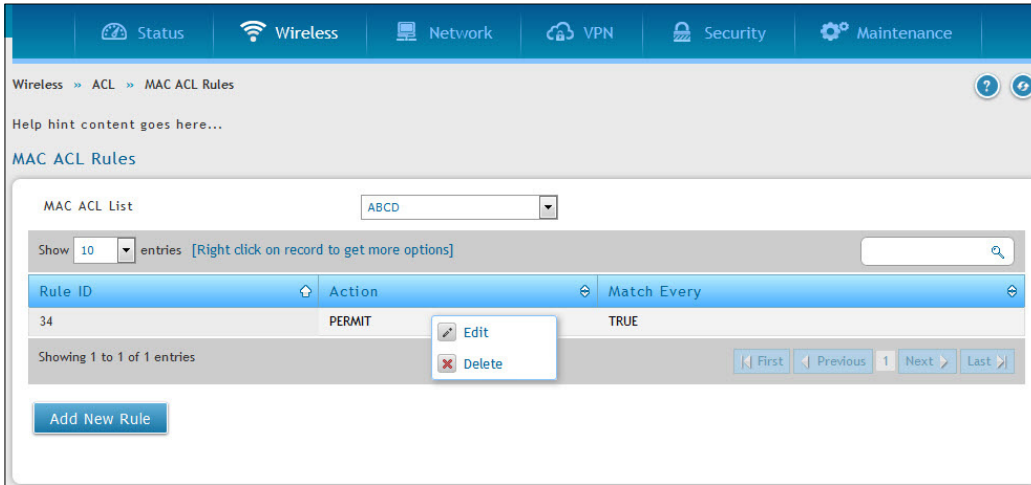 Status Wireless Network VPN Security Maintenance
Wireless » ACL » MAC ACL Rules
Help hint content goes here...
MAC ACL Rules
MAC ACL List ABCD
Show 10 entries [Right click on record to get more options]
Rule ID Action Match Every
34 PERMIT TRUE
Edit
Delete
Showing 1 to 1 of 1 entries First Previous 1 Next Last
Add New Rule